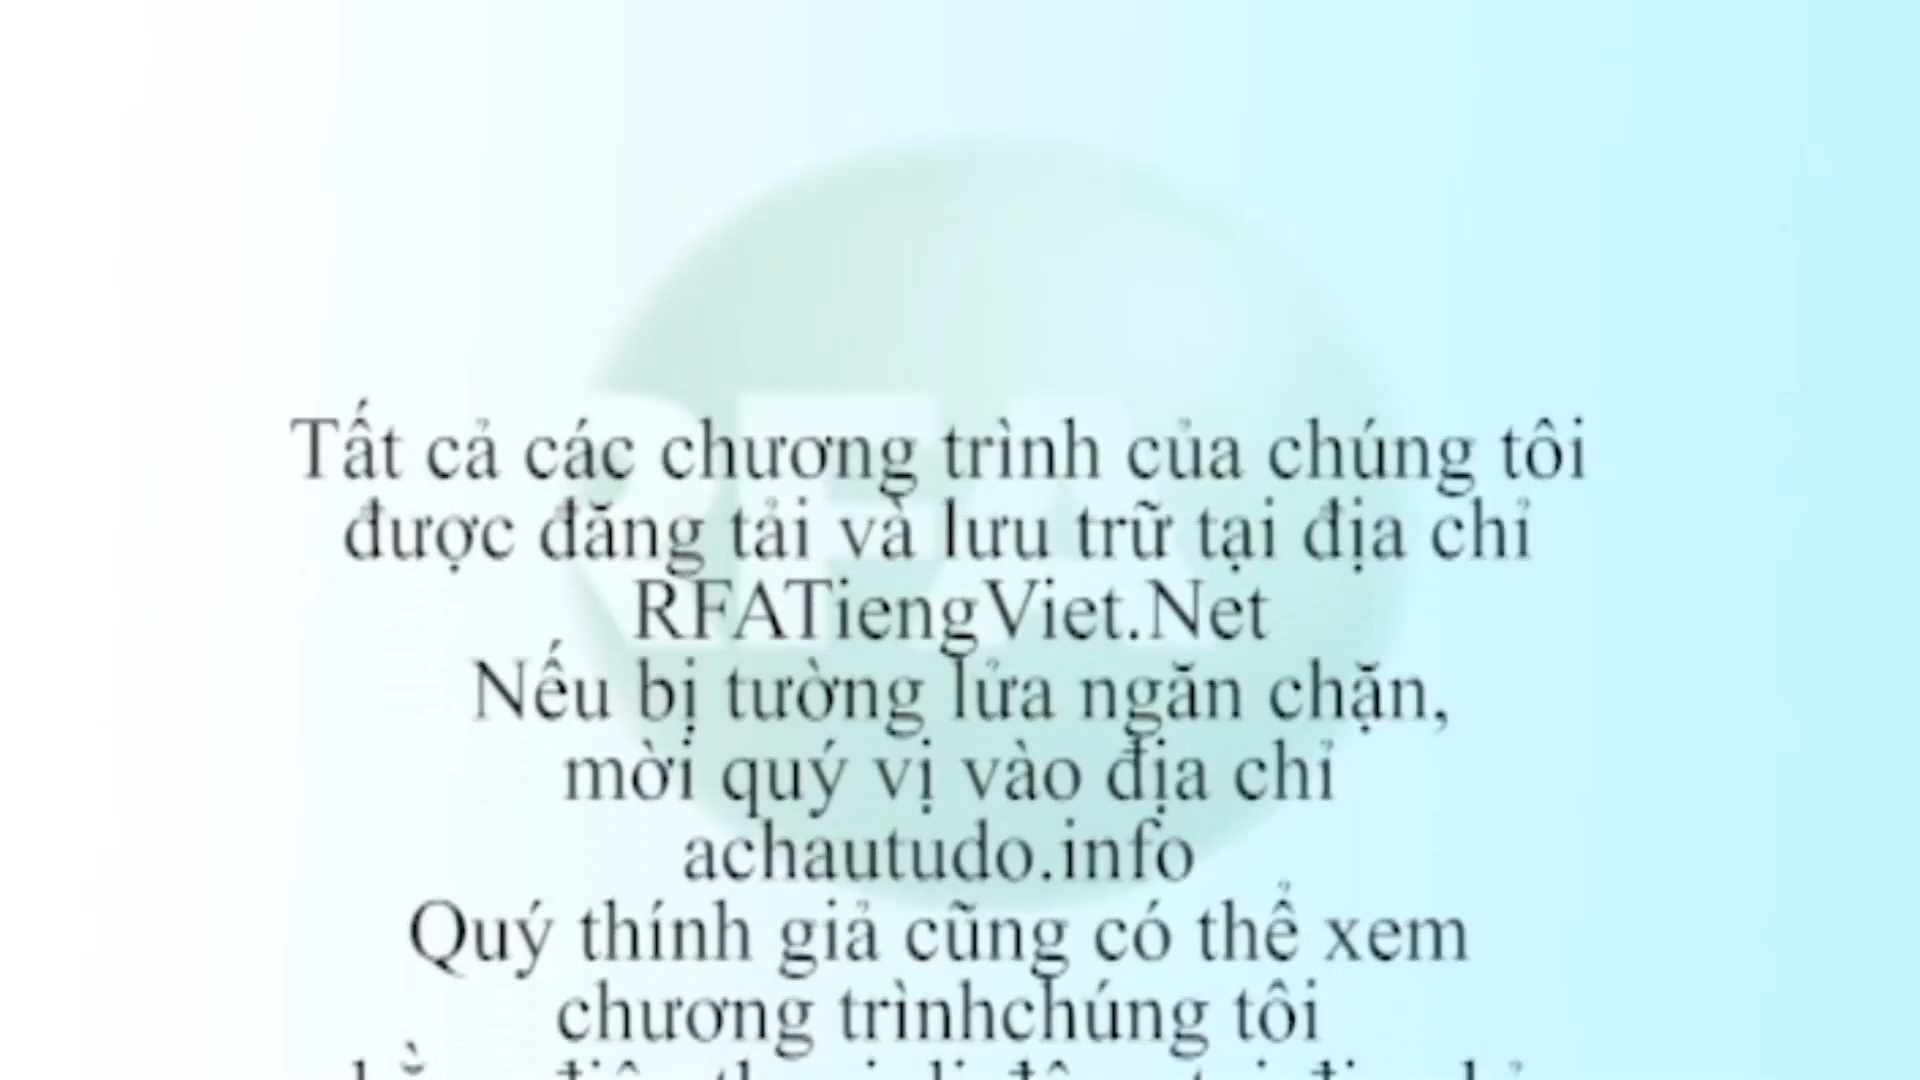 RFA
Tất cả các chương trình của chúng tôi
được đăng tải và lưu trữ tại địa chỉ
RFATiengViet.Net
Nếu bị tường lửa ngăn chặn,
mời quý vị vào địa chỉ
achautudo.info
Quý thính giả cũng có thể xem
chương trìnhchúng tôi